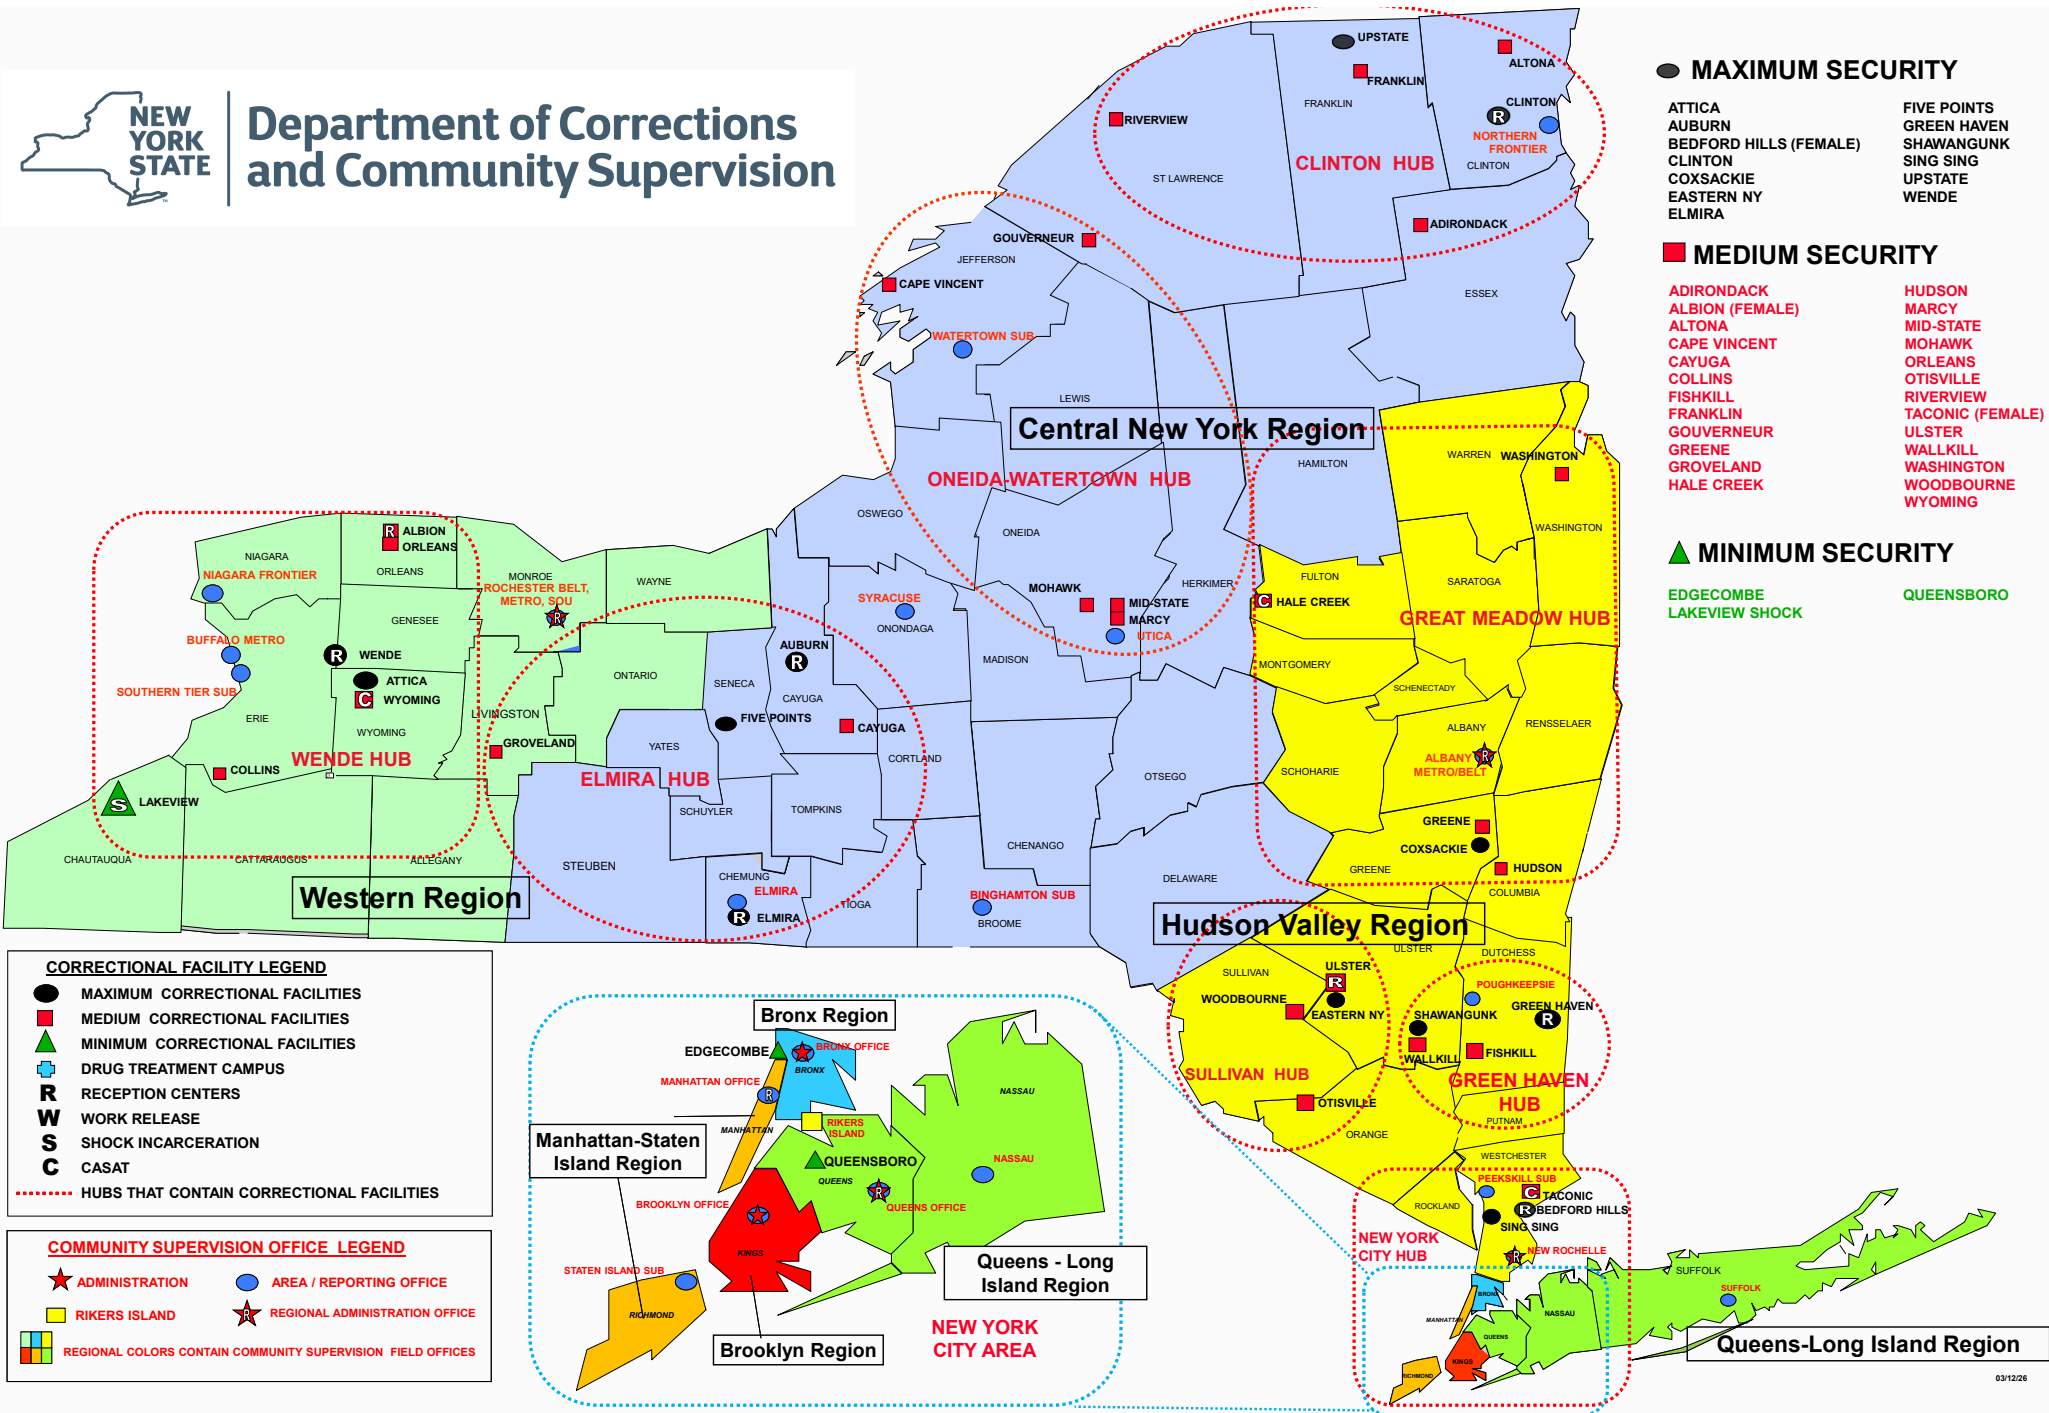 NEW
YORK
STATE
Department of Corrections
and Community Supervision
MAXIMUM SECURITY
ATTICA
AUBURN
BEDFORD HILLS (FEMALE)
CLINTON
COXSACKIE
EASTERN NY
ELMIRA
FIVE POINTS
GREEN HAVEN
SHAWANGUNK
SING SING
UPSTATE
WENDE
MEDIUM SECURITY
ADIRONDACK
ALBION (FEMALE)
ALTONA
CAPE VINCENT
CAYUGA
COLLINS
FISHKILL
FRANKLIN
GOUVERNEUR
GREENE
GROVELAND
HALE CREEK
HUDSON
MARCY
MID-STATE
MOHAWK
ORLEANS
OTISVILLE
RIVERVIEW
TACONIC (FEMALE)
ULSTER
WALLKILL
WASHINGTON
WOODBOURNE
WYOMING
MINIMUM SECURITY
EDGECOMBE
LAKEVIEW SHOCK
QUEENSBORO
UPSTATE
FRANKLIN
FRANKLIN
ALTONA
CLINTON
R
NORTHERN
FRONTIER
CLINTON
RIVERVIEW
CLINTON HUB
ST LAWRENCE
ADIRONDACK
ESSEX
GOUVERNEUR
JEFFERSON
CAPE VINCENT
WATERTOWN SUB
LEWIS
Central New York Region
ONEIDA-WATERTOWN HUB
HAMILTON
OSWEGO
ONEIDA
HERKIMER
MOHAWK
MID-STATE
MARCY
UTICA
SYRACUSE
ONONDAGA
MADISON
WARREN
WASHINGTON
WASHINGTON
FULTON
SARATOGA
C
HALE CREEK
GREAT MEADOW HUB
MONTGOMERY
SCHENECTADY
ALBANY
RENSSELAER
ALBANY
METRO/BELT
R
SCHOHARIE
OTSEGO
GREENE
COXSACKIE
GREENE
HUDSON
COLUMBIA
R
ALBION
ORLEANS
NIAGARA
ORLEANS
NIAGARA FRONTIER
MONROE
ROCHESTER BELT,
METRO, SOU
R
WAYNE
GENESEE
BUFFALO METRO
R
WENDE
ATTICA
C
WYOMING
SOUTHERN TIER SUB
ERIE
WYOMING
LIVINGSTON
ONTARIO
WENDE HUB
GROVELAND
COLLINS
S
LAKEVIEW
CHAUTAUQUA
CATTARAUGUS
ALLEGANY
Western Region
AUBURN
R
SENECA
CAYUGA
FIVE POINTS
CAYUGA
YATES
ELMIRA HUB
CORTLAND
SCHUYLER
TOMPKINS
STEUBEN
CHEMUNG
ELMIRA
R
ELMIRA
TIOGA
CHENANGO
BINGHAMTON SUB
BROOME
DELAWARE
Hudson Valley Region
ULSTER
DUTCHESS
SULLIVAN
ULSTER
R
WOODBOURNE
EASTERN NY
POUGHKEEPSIE
GREEN HAVEN
R
SHAWANGUNK
WALLKILL
FISHKILL
SULLIVAN HUB
GREEN HAVEN
HUB
OTISVILLE
PUTNAM
ORANGE
WESTCHESTER
PEEKSKILL SUB
C
TACONIC
R
BEDFORD HILLS
ROCKLAND
SING SING
NEW YORK
CITY HUB
R
NEW ROCHELLE
SUFFOLK
SUFFOLK
BRONX
NASSAU
MANHATTAN
QUEENS
KINGS
RICHMOND
Queens-Long Island Region
03/12/26
CORRECTIONAL FACILITY LEGEND
MAXIMUM CORRECTIONAL FACILITIES
MEDIUM CORRECTIONAL FACILITIES
MINIMUM CORRECTIONAL FACILITIES
DRUG TREATMENT CAMPUS
R RECEPTION CENTERS
W WORK RELEASE
S SHOCK INCARCERATION
C CASAT
HUBS THAT CONTAIN CORRECTIONAL FACILITIES
COMMUNITY SUPERVISION OFFICE LEGEND
ADMINISTRATION
AREA / REPORTING OFFICE
RIKERS ISLAND
R REGIONAL ADMINISTRATION OFFICE
REGIONAL COLORS CONTAIN COMMUNITY SUPERVISION FIELD OFFICES
Bronx Region
EDGECOMBE
BRONX OFFICE
BRONX
MANHATTAN OFFICE
R
MANHATTAN
RIKERS
ISLAND
NASSAU
Manhattan-Staten
Island Region
QUEENSBORO
QUEENS
NASSAU
BROOKLYN OFFICE
R
QUEENS OFFICE
KINGS
STATEN ISLAND SUB
RICHMOND
Queens - Long
Island Region
Brooklyn Region
NEW YORK
CITY AREA